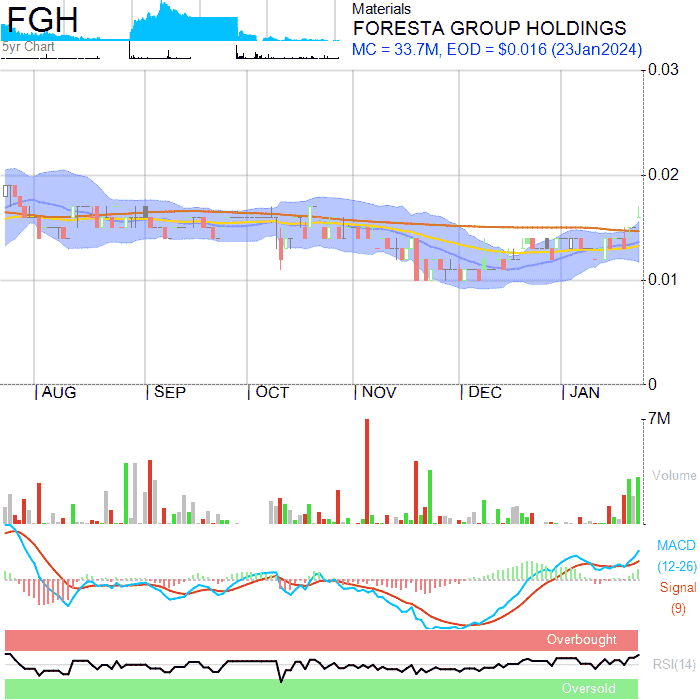 FGH
5yr Chart
Materials
FORESTA GROUP HOLDINGS
MC = 33.7M, EOD = $0.016 (23Jan2024)
0.03
0.02
0.01
0
AUG
SEP
OCT
NOV
DEC
JAN
7M
Volume
MACD
(12-26)
Signal
(9)
Overbought
RSI(14)
Oversold